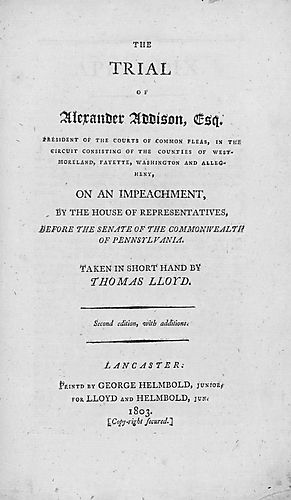 THE
TRIAL
OF
Alexander Addison, Esq.
PRESIDENT OF THE COURTS OF COMMON PLEAS, IN THE
CIRCUIT CONSISTING OF THE COUNTIES OF WEST-
MORELAND, FAYETTE, WASHINGTON AND ALLEG-
HENY,
ON AN IMPEACHMENT,
BY THE HOUSE OF REPRESENTATIVES,
BEFORE THE SENATE OF THE COMMONWEALTH
OF PENNSYLVANIA.
TAKEN IN SHORT HAND BY
THOMAS LLOYD.
Second edition, with additions.
LANCASTER:
PRINTD BY GEORGE HELMBOLD, JUNIOR,
FOR LLOYD AND HELMBOLD, JUN:
1803.
[Copy-right secured.]